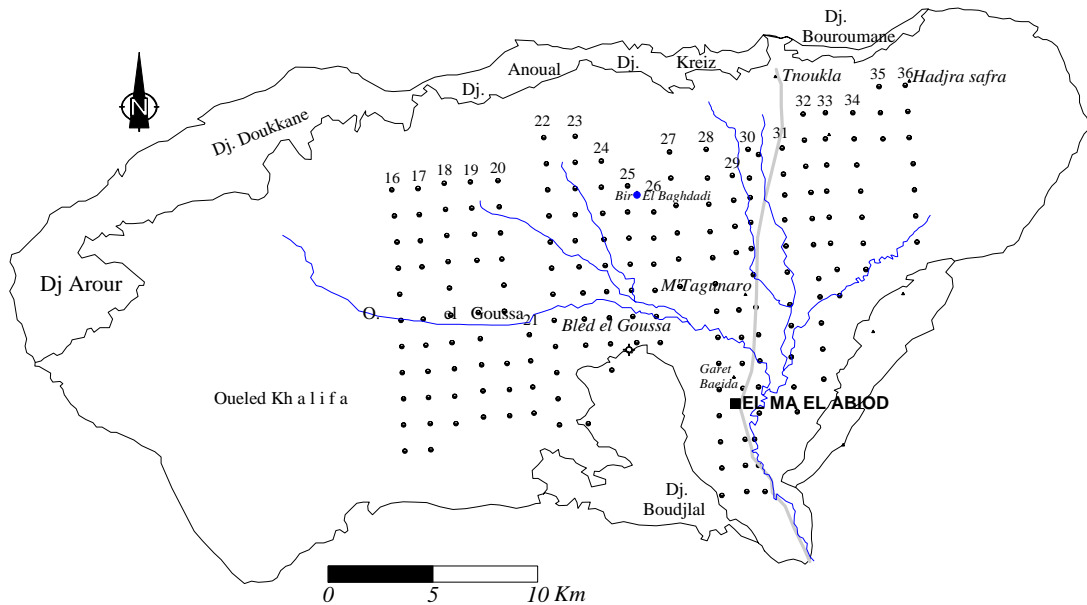 Dj.
Bouroumane
Kreiz
Dj.
Anoual
Dj.
Tnoukla
Hadjra safra
N
Dj. Doukkane
35
36
32
33
34
22
23
24
25
26
27
28
29
30
31
16
17
18
19
20
Bir El Baghdadi
Dj Arour
M'Tagunaro
O. el Goussa
21
Bled el Goussa
Garet
Baeida
EL MA EL ABIOD
Oueled Kh a l i f a
Dj.
Boudjlal
0 5 10 Km